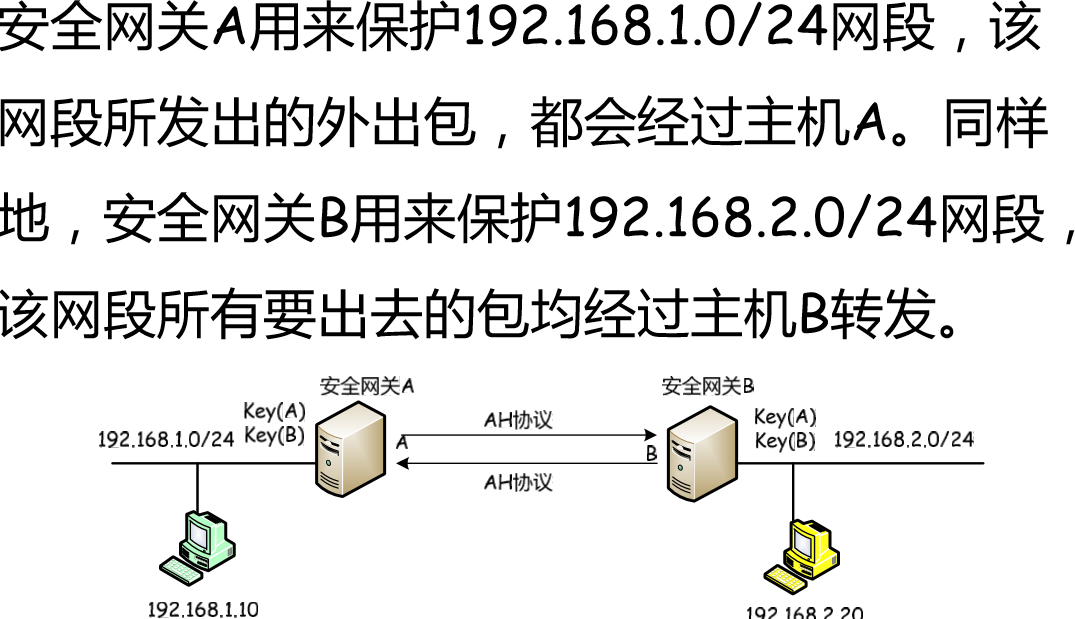 安全网关A用来保护192.168.1.0/24网段，该
网段所发出的外出包，都会经过主机A。同样
地，安全网关B用来保护192.168.2.0/24网段，
该网段所有要出去的包均经过主机B转发。
安全网关A
安全网关B
Key(A)
Key(B)
192.168.1.0/24
A
AH协议
AH协议
B
Key(A)
Key(B)
192.168.2.0/24
192.168.1.10
192.168.2.20